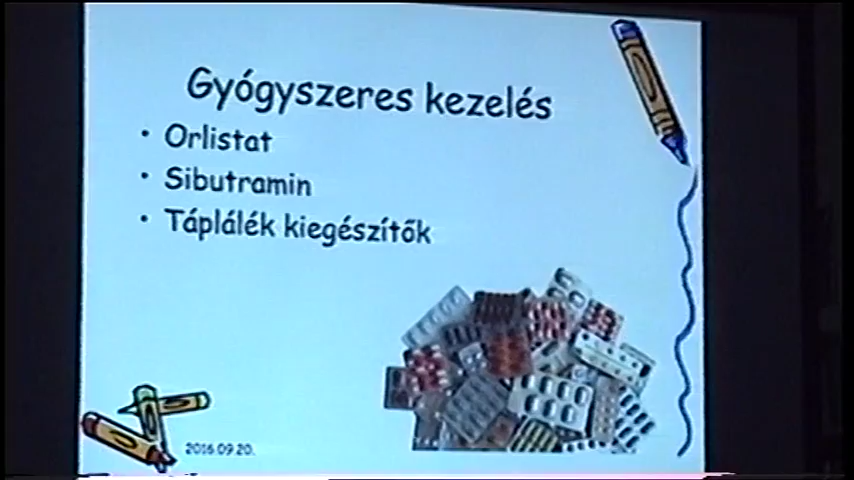 Gyógyszeres kezelés
• Orlistat
• Sibutramin
• Táplálék kiegészítők
2016.09.20.